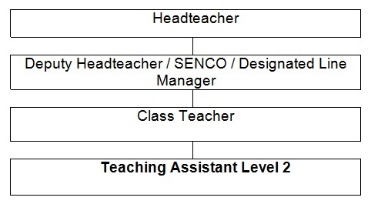 Headteacher
Deputy Headteacher / SENCO / Designated Line
Manager
Class Teacher
Teaching Assistant Level 2